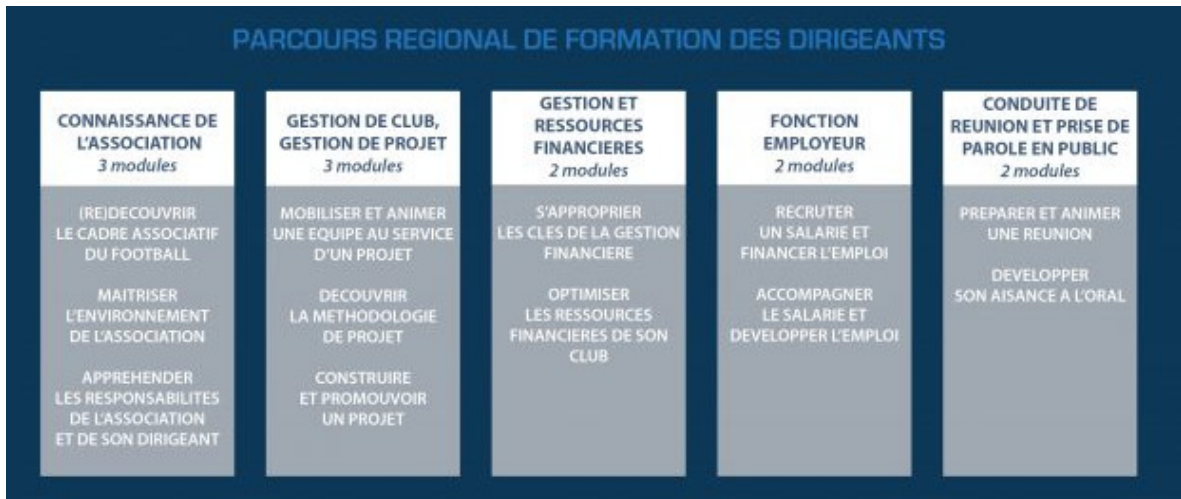 PARCOURS REGIONAL DE FORMATION DES DIRIGEANTS
CONNAISSANCE DE
L'ASSOCIATION
3 modules
(RE)DECOUVRIR
LE CADRE ASSOCIATIF
DU FOOTBALL
MAITRISER
L'ENVIRONNEMENT
DE L'ASSOCIATION
APPREHENDER
LES RESPONSABILITES
DE L'ASSOCIATION
ET DE SON DIRIGEANT
GESTION DE CLUB,
GESTION DE PROJET
3 modules
MOBILISER ET ANIMER
UNE EQUIPE AU SERVICE
D'UN PROJET
DECOUVRIR
LA METHODOLOGIE
DE PROJET
CONSTRUIRE
ET PROMOUVOIR
UN PROJET
GESTION ET
RESSOURCES
FINANCIERES
2 modules
S'APPROPRIER
LES CLES DE LA GESTION
FINANCIERE
OPTIMISER
LES RESSOURCES
FINANCIERES DE SON
CLUB
FONCTION
EMPLOYEUR
2 modules
RECRUTER
UN SALARIE ET
FINANCER L'EMPLOI
ACCOMPAGNER
LE SALARIE ET
DEVELOPPER L'EMPLOI
CONDUITE DE
REUNION ET PRISE DE
PAROLE EN PUBLIC
2 modules
PREPARER ET ANIMER
UNE REUNION
DEVELOPPER
SON AISANCE A L'ORAL